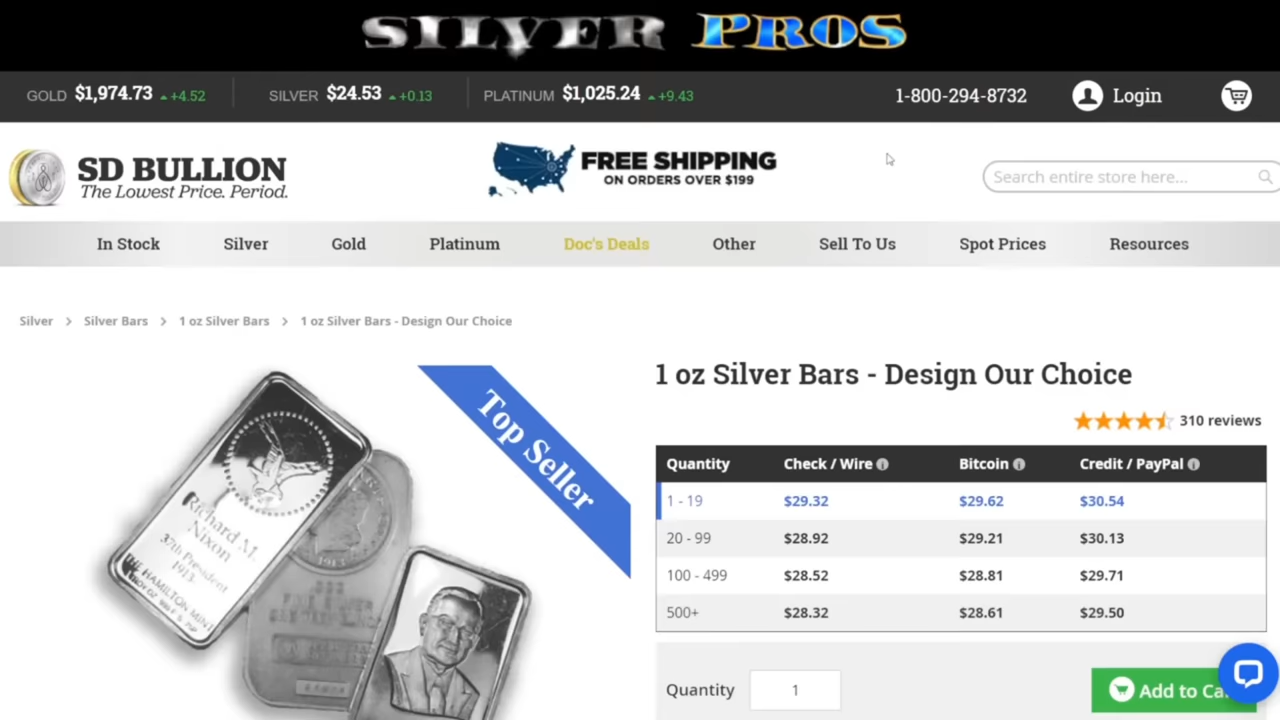 SILVER PROS
GOLD $1,974.73 +4.52 SILVER $24.53 +0.13 PLATINUM $1,025.24 +9.43 1-800-294-8732 Login
SD BULLION
The Lowest Price. Period.
FREE SHIPPING
ON ORDERS OVER $199
Search entire store here...
In Stock Silver Gold Platinum Doc's Deals Other Sell To Us Spot Prices Resources
Silver > Silver Bars > 1 oz Silver Bars > 1 oz Silver Bars - Design Our Choice
Top Seller
Richard M.
Nixon
37th President
1913-
THE HAMILTON MINT
1913
1 oz Silver Bars - Design Our Choice
310 reviews
Quantity Check / Wire Bitcoin Credit / PayPal
1 - 19 $29.32 $29.62 $30.54
20 - 99 $28.92 $29.21 $30.13
100 - 499 $28.52 $28.81 $29.71
500+ $28.32 $28.61 $29.50
Quantity 1 Add to Ca